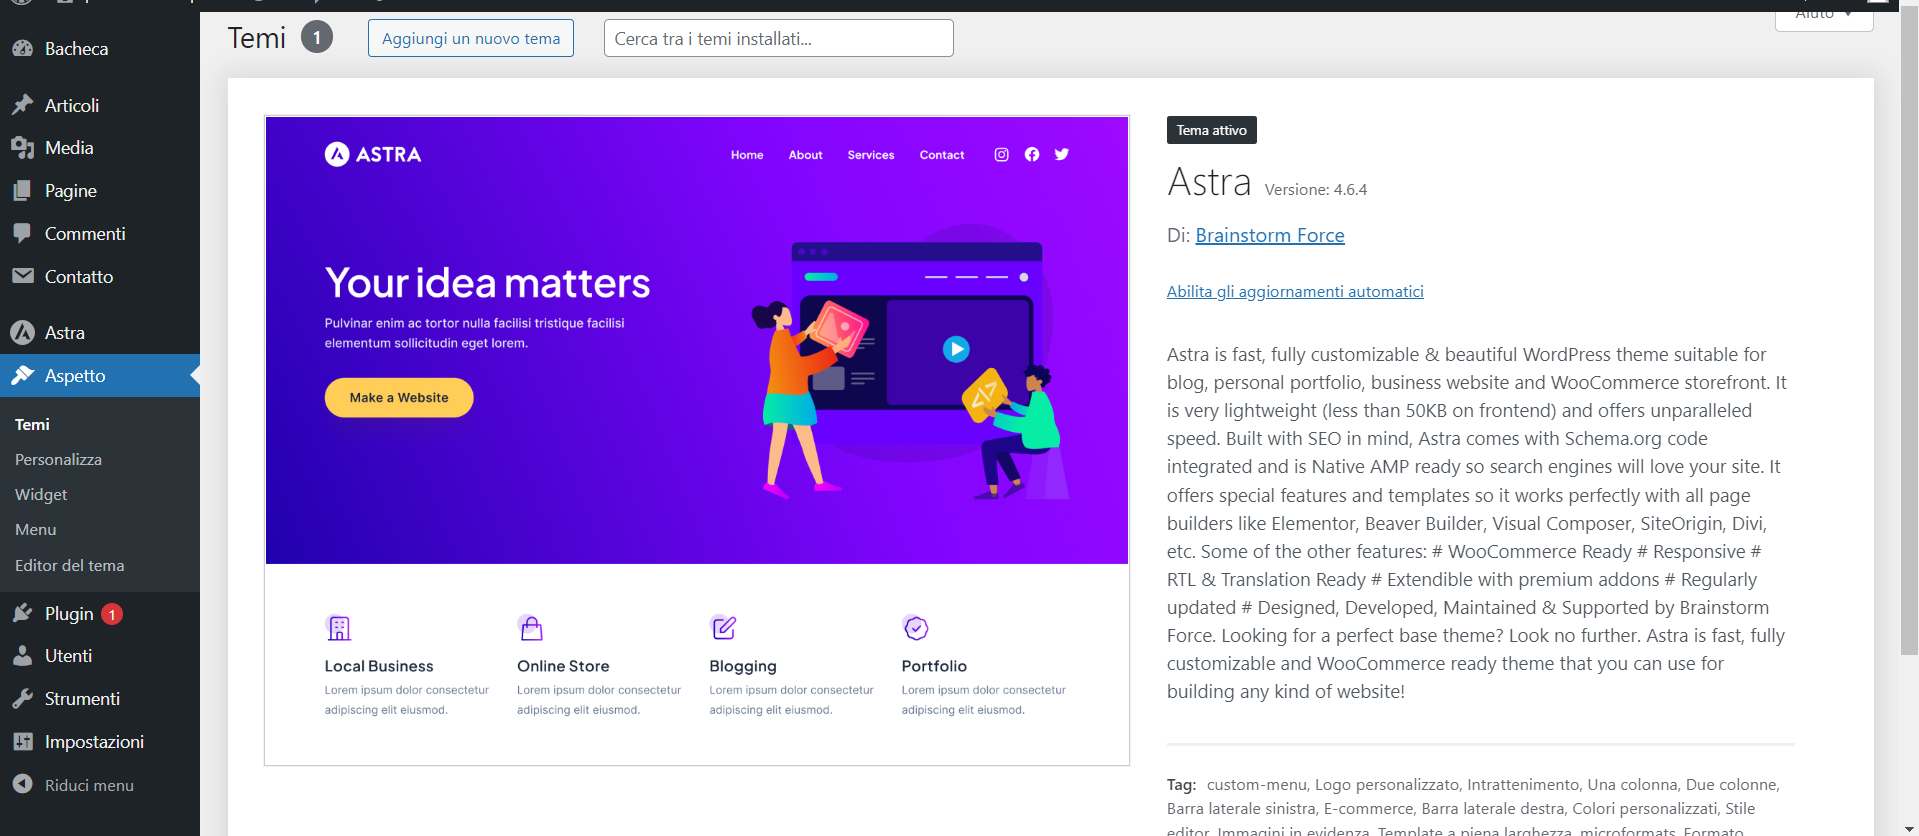 Temi 1 Aggiungi un nuovo tema Cerca tra i temi installati...
Aiuto
Bacheca
Articoli
Media
Pagine
Commenti
Contatto
Astra
Aspetto
Temi
Personalizza
Widget
Menu
Editor del tema
Plugin 1
Utenti
Strumenti
Impostazioni
Riduci menu
ASTRA
Home About Services Contact
Your idea matters
Pulvinar enim ac tortor nulla facilisi tristique facilisi
elementum sollicitudin eget lorem.
Make a Website
Local Business
Lorem ipsum dolor consectetur
adipiscing elit eiusmod.
Online Store
Lorem ipsum dolor consectetur
adipiscing elit eiusmod.
Blogging
Lorem ipsum dolor consectetur
adipiscing elit eiusmod.
Portfolio
Lorem ipsum dolor consectetur
adipiscing elit eiusmod.
Tema attivo
Astra Versione: 4.6.4
Di: Brainstorm Force
Abilita gli aggiornamenti automatici
Astra is fast, fully customizable & beautiful WordPress theme suitable for
blog, personal portfolio, business website and WooCommerce storefront. It
is very lightweight (less than 50KB on frontend) and offers unparalleled
speed. Built with SEO in mind, Astra comes with Schema.org code
integrated and is Native AMP ready so search engines will love your site. It
offers special features and templates so it works perfectly with all page
builders like Elementor, Beaver Builder, Visual Composer, SiteOrigin, Divi,
etc. Some of the other features: # WooCommerce Ready # Responsive #
RTL & Translation Ready # Extendible with premium addons # Regularly
updated # Designed, Developed, Maintained & Supported by Brainstorm
Force. Looking for a perfect base theme? Look no further. Astra is fast, fully
customizable and WooCommerce ready theme that you can use for
building any kind of website!
Tag: custom-menu, Logo personalizzato, Intrattenimento, Una colonna, Due colonne,
Barra laterale sinistra, E-commerce, Barra laterale destra, Colori personalizzati, Stile
editor, Immagini in evidenza, Template a piena larghezza, microformats, Formato